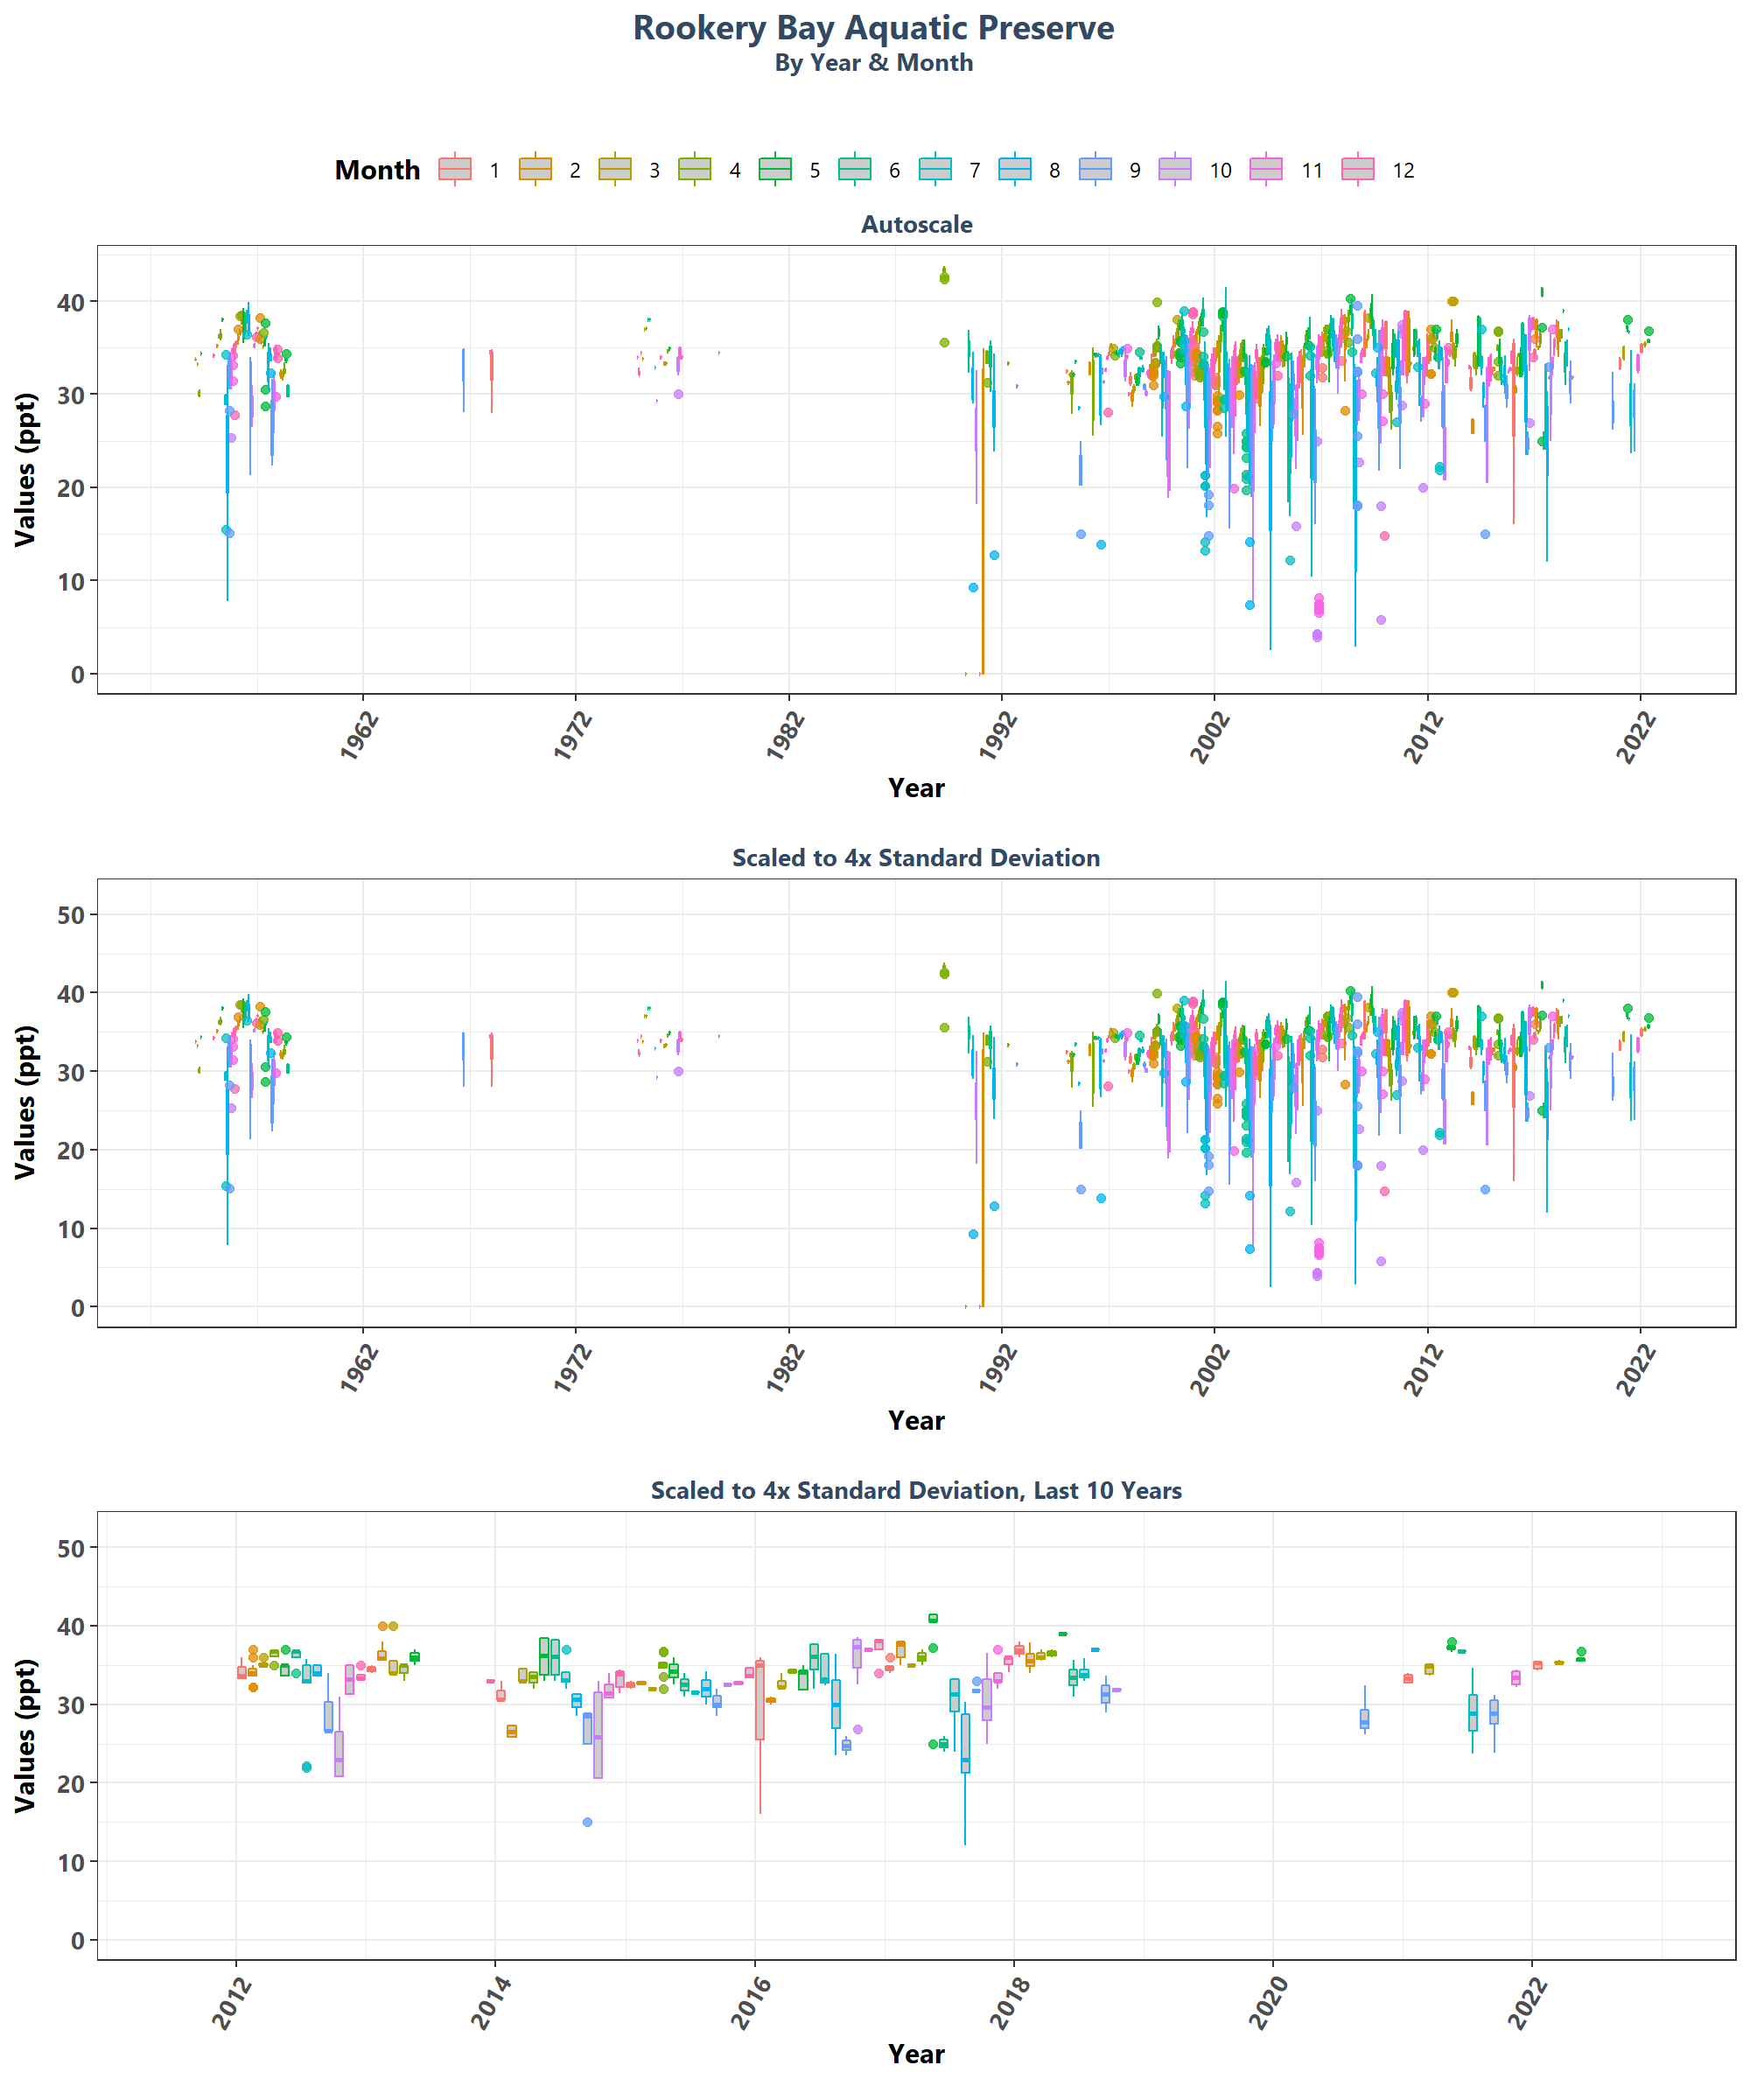 Rookery Bay Aquatic Preserve
By Year & Month
Month 1 2 3 4 5 6 7 8 9 10 11 12
Autoscale
Values (ppt)
40
30
20
10
0
1962 1972 1982 1992 2002 2012 2022
Year
Scaled to 4x Standard Deviation
Values (ppt)
50
40
30
20
10
0
1962 1972 1982 1992 2002 2012 2022
Year
Scaled to 4x Standard Deviation, Last 10 Years
Values (ppt)
50
40
30
20
10
0
2012 2014 2016 2018 2020 2022
Year